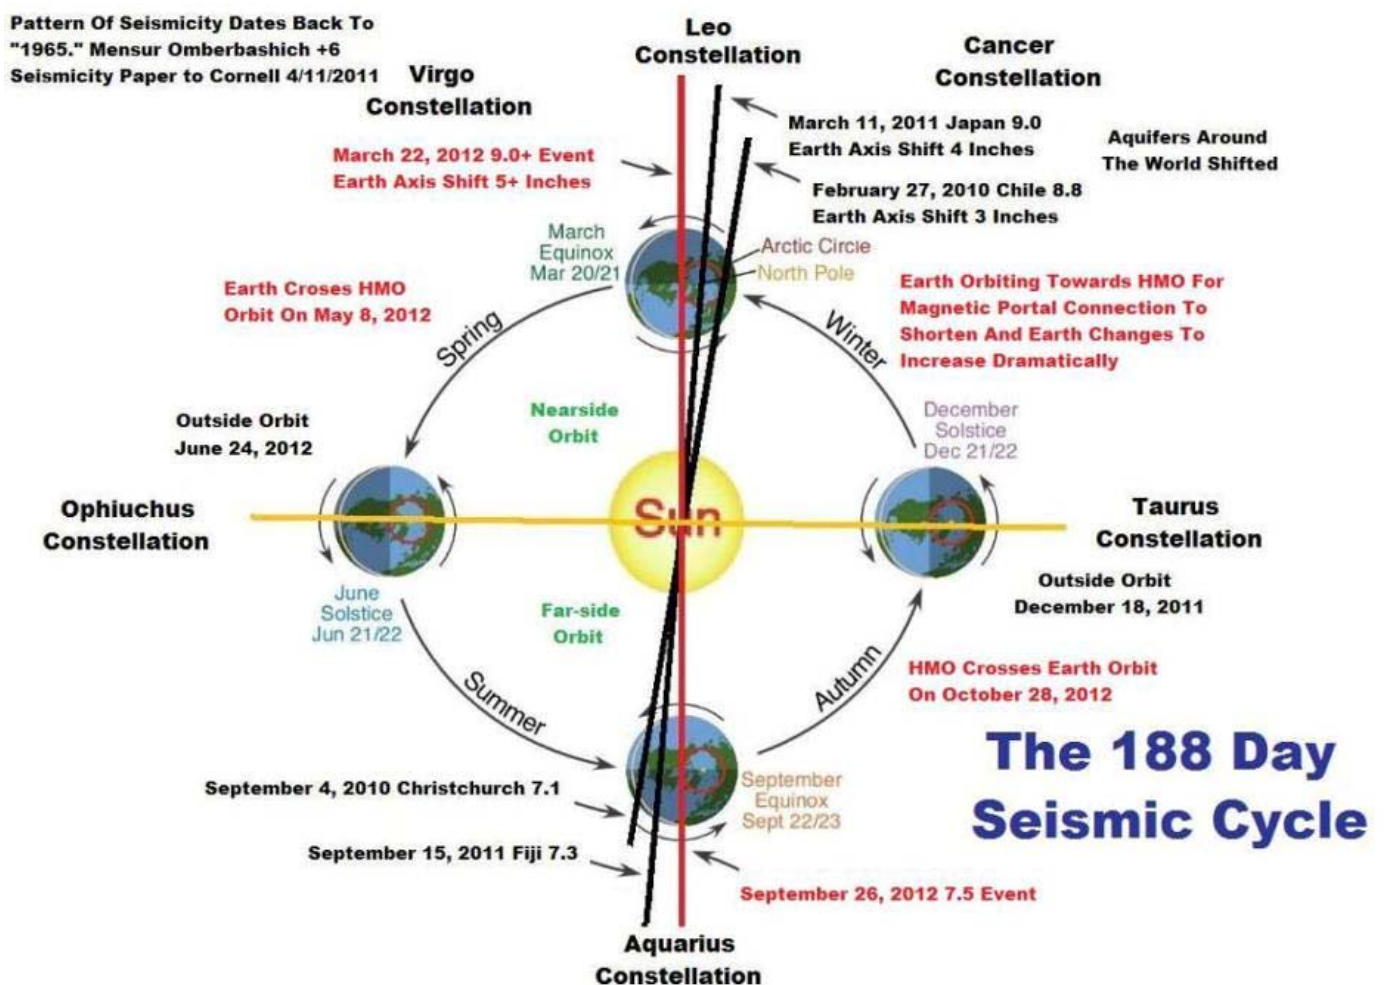 Pattern Of Seismicity Dates Back To
"1965." Mensur Omberbashich +6
Seismicity Paper to Cornell 4/11/2011
Virgo
Constellation
Leo
Constellation
Cancer
Constellation
March 11, 2011 Japan 9.0
Earth Axis Shift 4 Inches
Aquifers Around
The World Shifted
March 22, 2012 9.0+ Event
Earth Axis Shift 5+ Inches
February 27, 2010 Chile 8.8
Earth Axis Shift 3 Inches
March
Equinox
Mar 20/21
Arctic Circle
North Pole
Earth Croses HMO
Orbit On May 8, 2012
Earth Orbiting Towards HMO For
Magnetic Portal Connection To
Shorten And Earth Changes To
Increase Dramatically
Spring
Winter
Nearside
Orbit
December
Solstice
Dec 21/22
Outside Orbit
June 24, 2012
Ophiuchus
Constellation
Sun
Taurus
Constellation
Outside Orbit
December 18, 2011
June
Solstice
Jun 21/22
Far-side
Orbit
Summer
Autumn
HMO Crosses Earth Orbit
On October 28, 2012
The 188 Day
Seismic Cycle
September 4, 2010 Christchurch 7.1
September
Equinox
Sept 22/23
September 15, 2011 Fiji 7.3
September 26, 2012 7.5 Event
Aquarius
Constellation